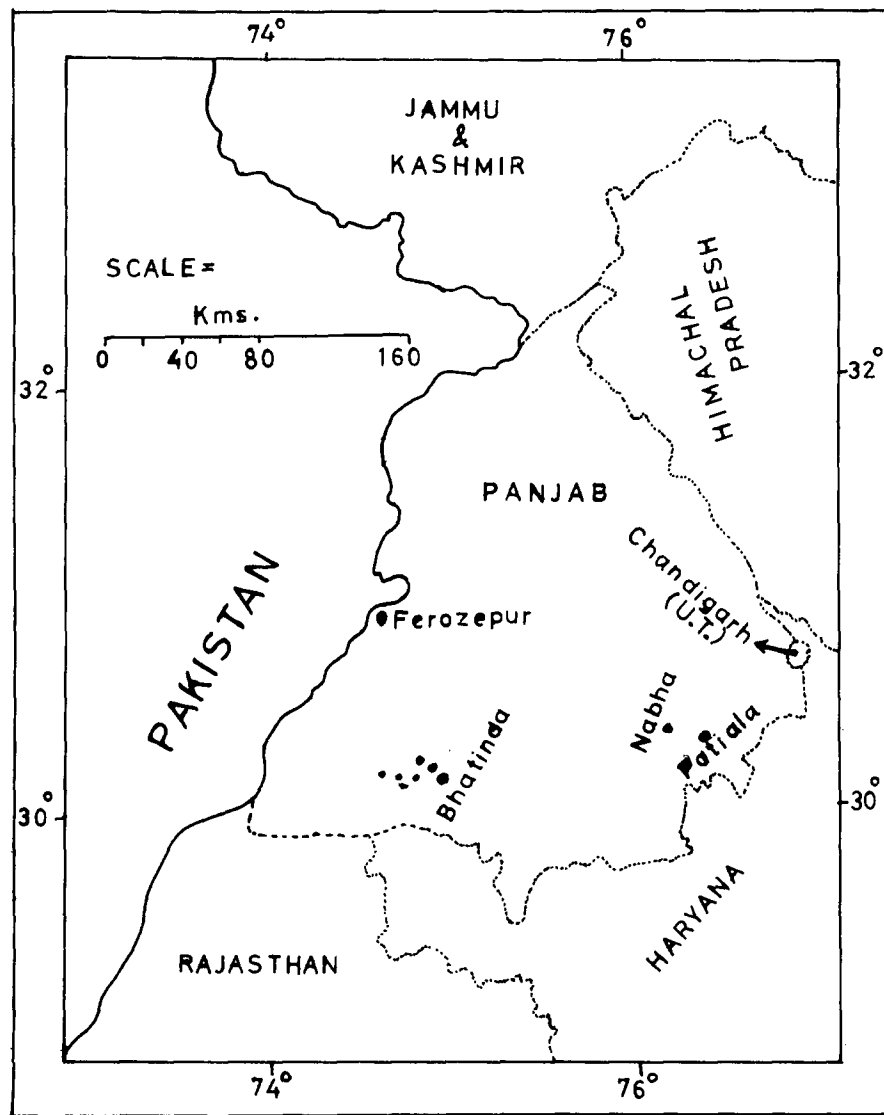 74°
76°
JAMMU
&
KASHMIR
SCALE=
Kms.
0 40 80 160
HIMACHAL
PRADESH
32°
32°
PANJAB
Chandigarh
(U.T.)
PAKISTAN
Ferozepur
Nabha
Patiala
Bhatinda
30°
30°
HARYANA
RAJASTHAN
74°
76°